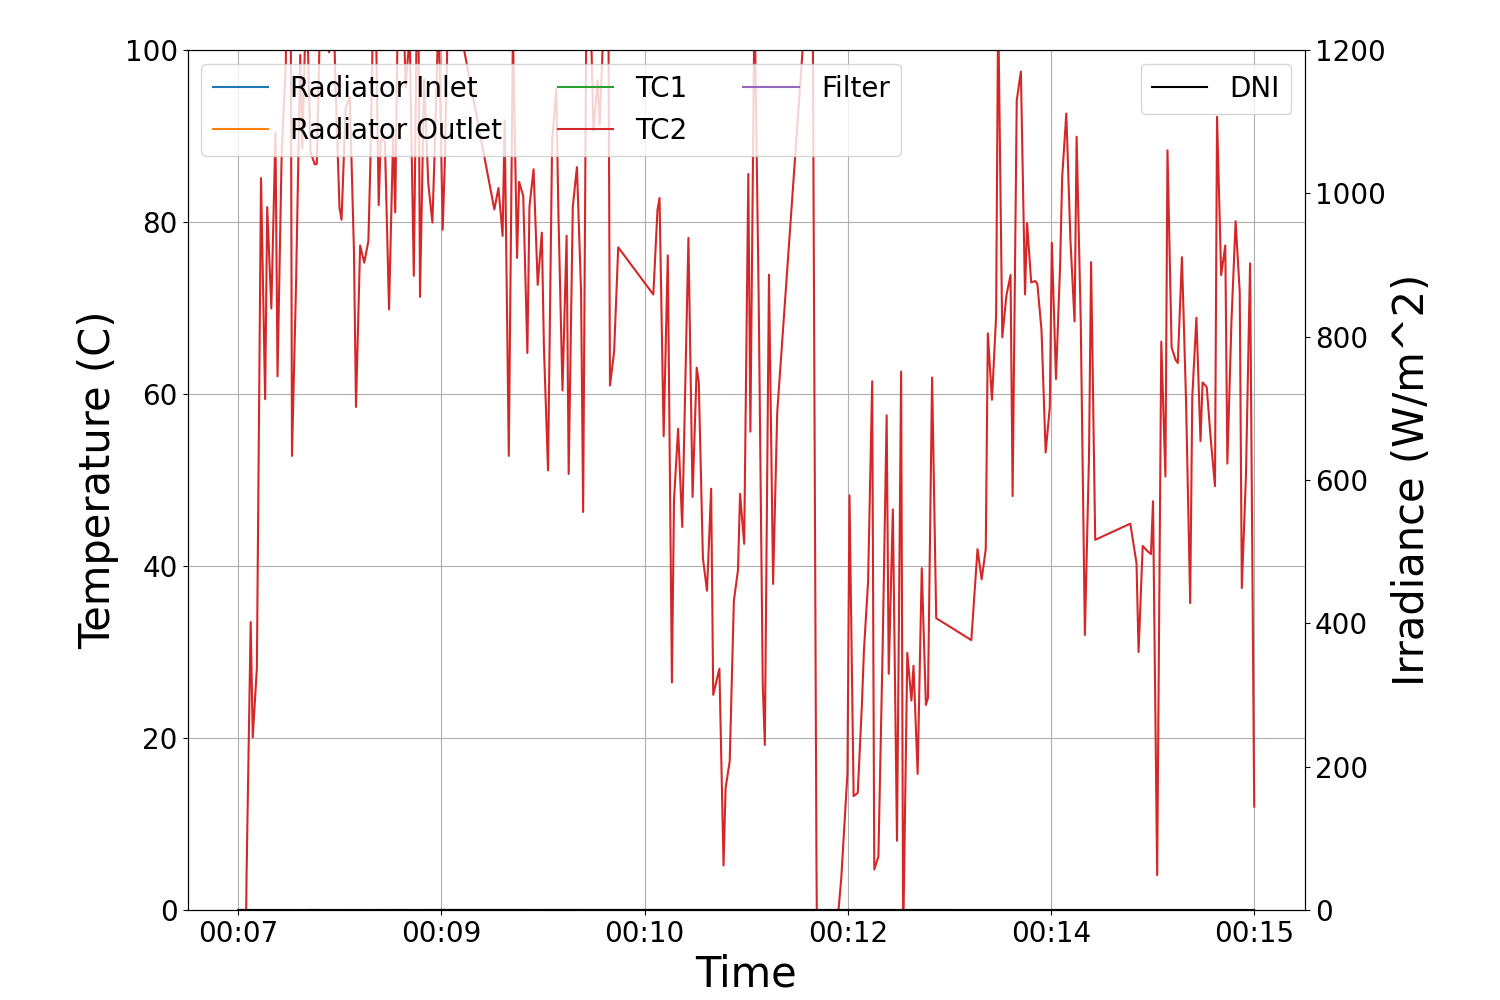 Radiator Inlet
Radiator Outlet
TC1
TC2
Filter
DNI
100
80
60
40
20
0
Temperature (C)
1200
1000
800
600
400
200
0
Irradiance (W/m^2)
00:07 00:09 00:10 00:12 00:14 00:15
Time